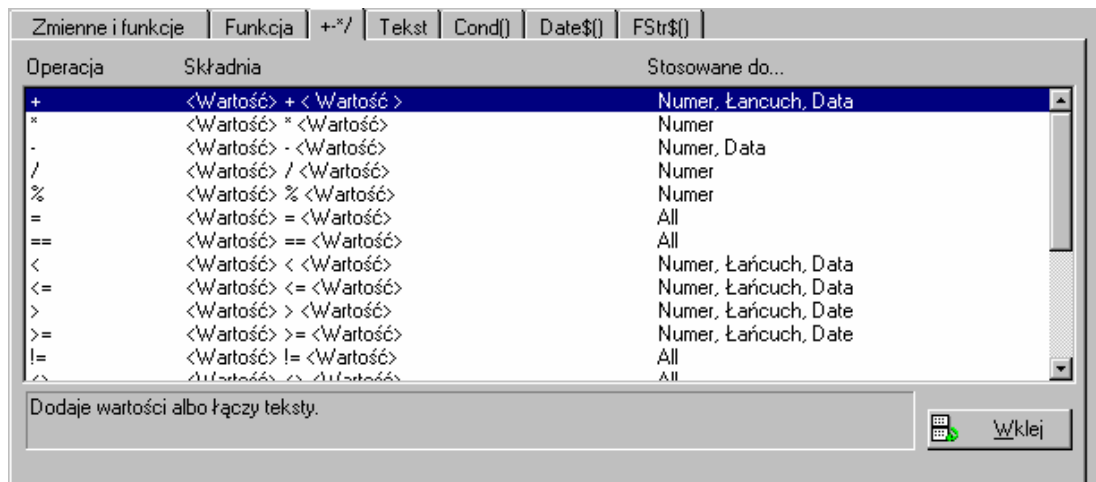 Zmienne i funkcje Funkcja +-*/ Tekst Cond() Date$() FStr$()
Operacja Składnia Stosowane do...
+ <Wartość> + < Wartość > Numer, Łancuch, Data
* <Wartość> * <Wartość> Numer
- <Wartość> - <Wartość> Numer, Data
/ <Wartość> / <Wartość> Numer
% <Wartość> % <Wartość> Numer
= <Wartość> = <Wartość> All
== <Wartość> == <Wartość> All
< <Wartość> < <Wartość> Numer, Łańcuch, Data
<= <Wartość> <= <Wartość> Numer, Łańcuch, Data
> <Wartość> > <Wartość> Numer, Łańcuch, Date
>= <Wartość> >= <Wartość> Numer, Łańcuch, Date
!= <Wartość> != <Wartość> All
<> <Wartość> <> <Wartość> All
Dodaje wartości albo łączy teksty.
Wklej